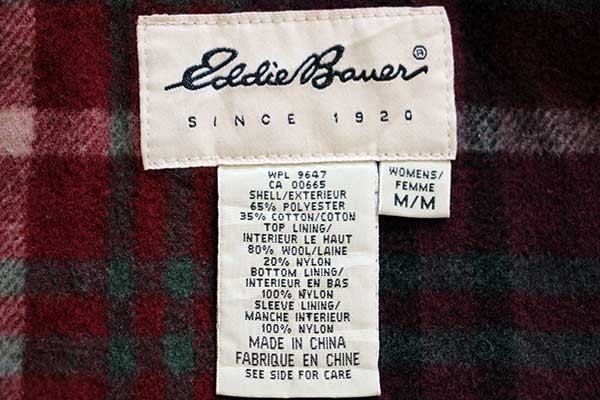 Eddie Bauer®
SINCE 1920
WPL 9647
CA 00665
SHELL/EXTERIEUR
65% POLYESTER
35% COTTON/COTON
TOP LINING/
INTERIEUR LE HAUT
80% WOOL/LAINE
20% NYLON
BOTTOM LINING/
INTERIEUR EN BAS
100% NYLON
SLEEVE LINING/
MANCHE INTERIEUR
100% NYLON
MADE IN CHINA
FABRIQUE EN CHINE
SEE SIDE FOR CARE
WOMENS/
FEMME
M/M